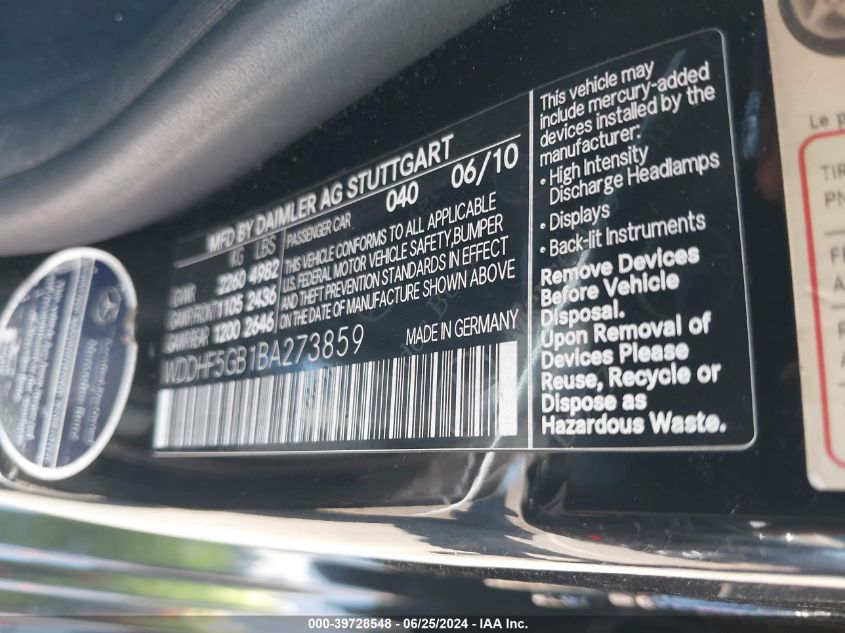 MFD BY DAIMLER AG STUTTGART
KG LBS PASSENGER CAR 040 06/10
GVWR 2260 4982
GAWR FRONT 1105 2436
GAWR REAR 1200 2646
THIS VEHICLE CONFORMS TO ALL APPLICABLE
U.S. FEDERAL MOTOR VEHICLE SAFETY, BUMPER
AND THEFT PREVENTION STANDARDS IN EFFECT
ON THE DATE OF MANUFACTURE SHOWN ABOVE
WDDHF5GB1BA273859 MADE IN GERMANY
This vehicle may
include mercury-added
devices installed by the
manufacturer:
• High Intensity
Discharge Headlamps
• Displays
• Back-lit Instruments
Remove Devices
Before Vehicle
Disposal.
Upon Removal of
Devices Please
Reuse, Recycle or
Dispose as
Hazardous Waste.
Le p
TIR
PN
000-39728548 - 06/25/2024 - IAA Inc.